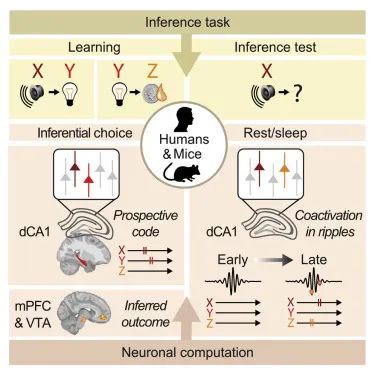 Inference task
Learning
Inference test
X Y
Y Z
X
?
Inferential choice
Humans
& Mice
Rest/sleep
dCA1
Prospective
code
X
Y
Z
dCA1
Coactivation
in ripples
Early
Late
X
Y
Z
X
Y
Z
mPFC
& VTA
Inferred
outcome
Neuronal computation